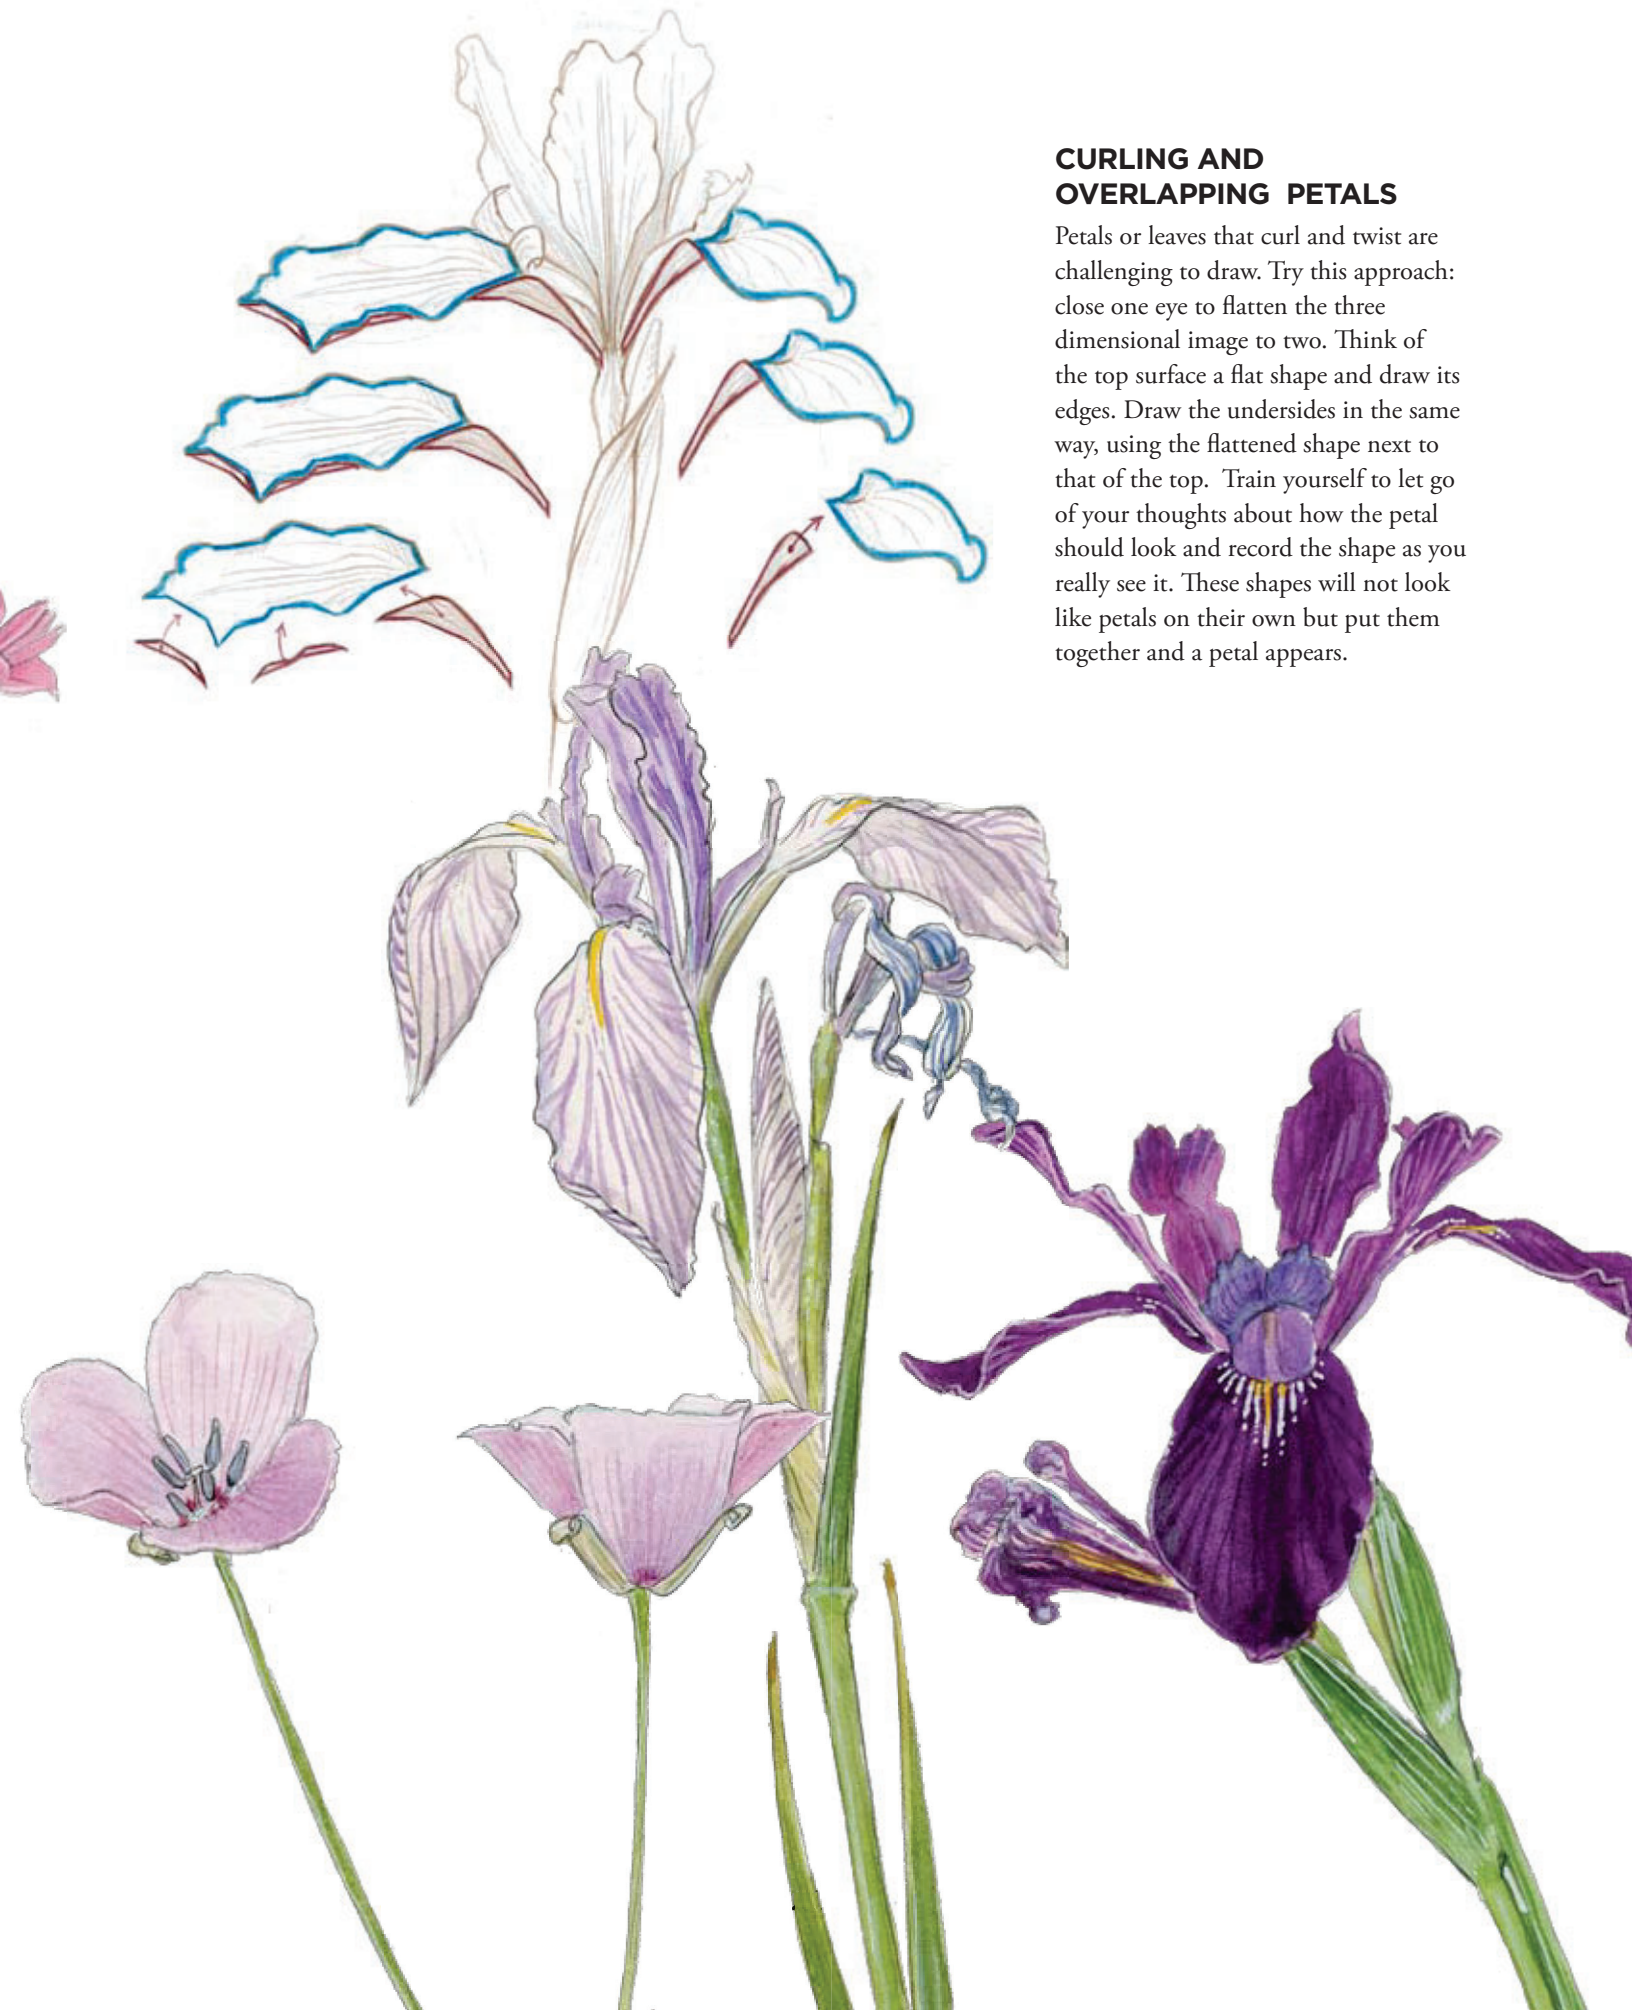 CURLING AND
OVERLAPPING PETALS
Petals or leaves that curl and twist are
challenging to draw. Try this approach:
close one eye to flatten the three
dimensional image to two. Think of
the top surface a flat shape and draw its
edges. Draw the undersides in the same
way, using the flattened shape next to
that of the top. Train yourself to let go
of your thoughts about how the petal
should look and record the shape as you
really see it. These shapes will not look
like petals on their own but put them
together and a petal appears.